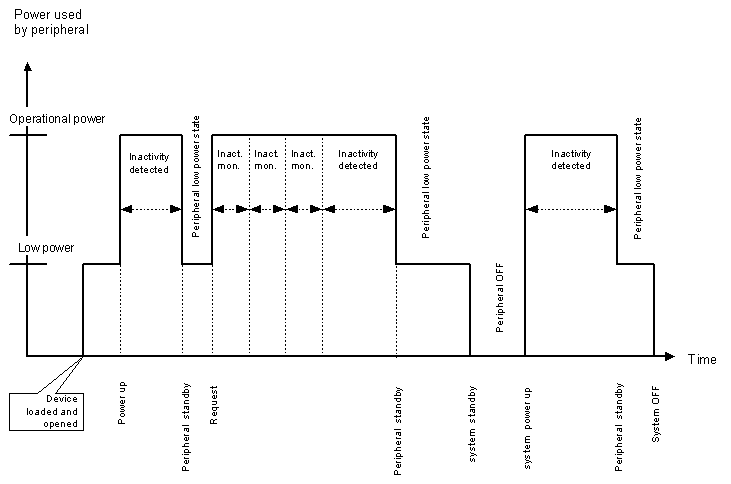 Power used
by peripheral
Operational power
Low power
Inactivity
detected
Peripheral low power state
Inact.
mon.
Inact.
mon.
Inact.
mon.
Inactivity
detected
Peripheral low power state
Peripheral OFF
Inactivity
detected
Peripheral low power state
Time
Device
loaded and
opened
Power up
Peripheral standby
Request
Peripheral standby
system standby
system power up
Peripheral standby
System OFF